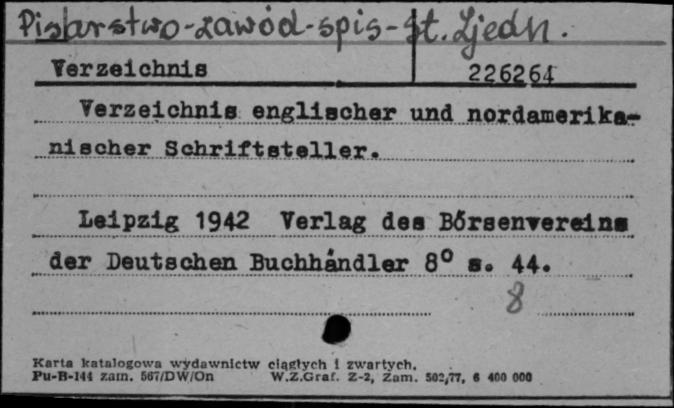 Pisarstwo-zawód-spis-St. Zjedn.
Verzeichnis 226264
Verzeichnis englischer und nordamerika-
nischer Schriftsteller.
Leipzig 1942 Verlag des Börsenvereins
der Deutschen Buchhändler 8° s. 44.
8
Karta katalogowa wydawnictw ciągłych i zwartych.
Pu-B-144 zam. 567/DW/On W.Z.Graf. Z-2, Zam. 502/77, 6 400 000